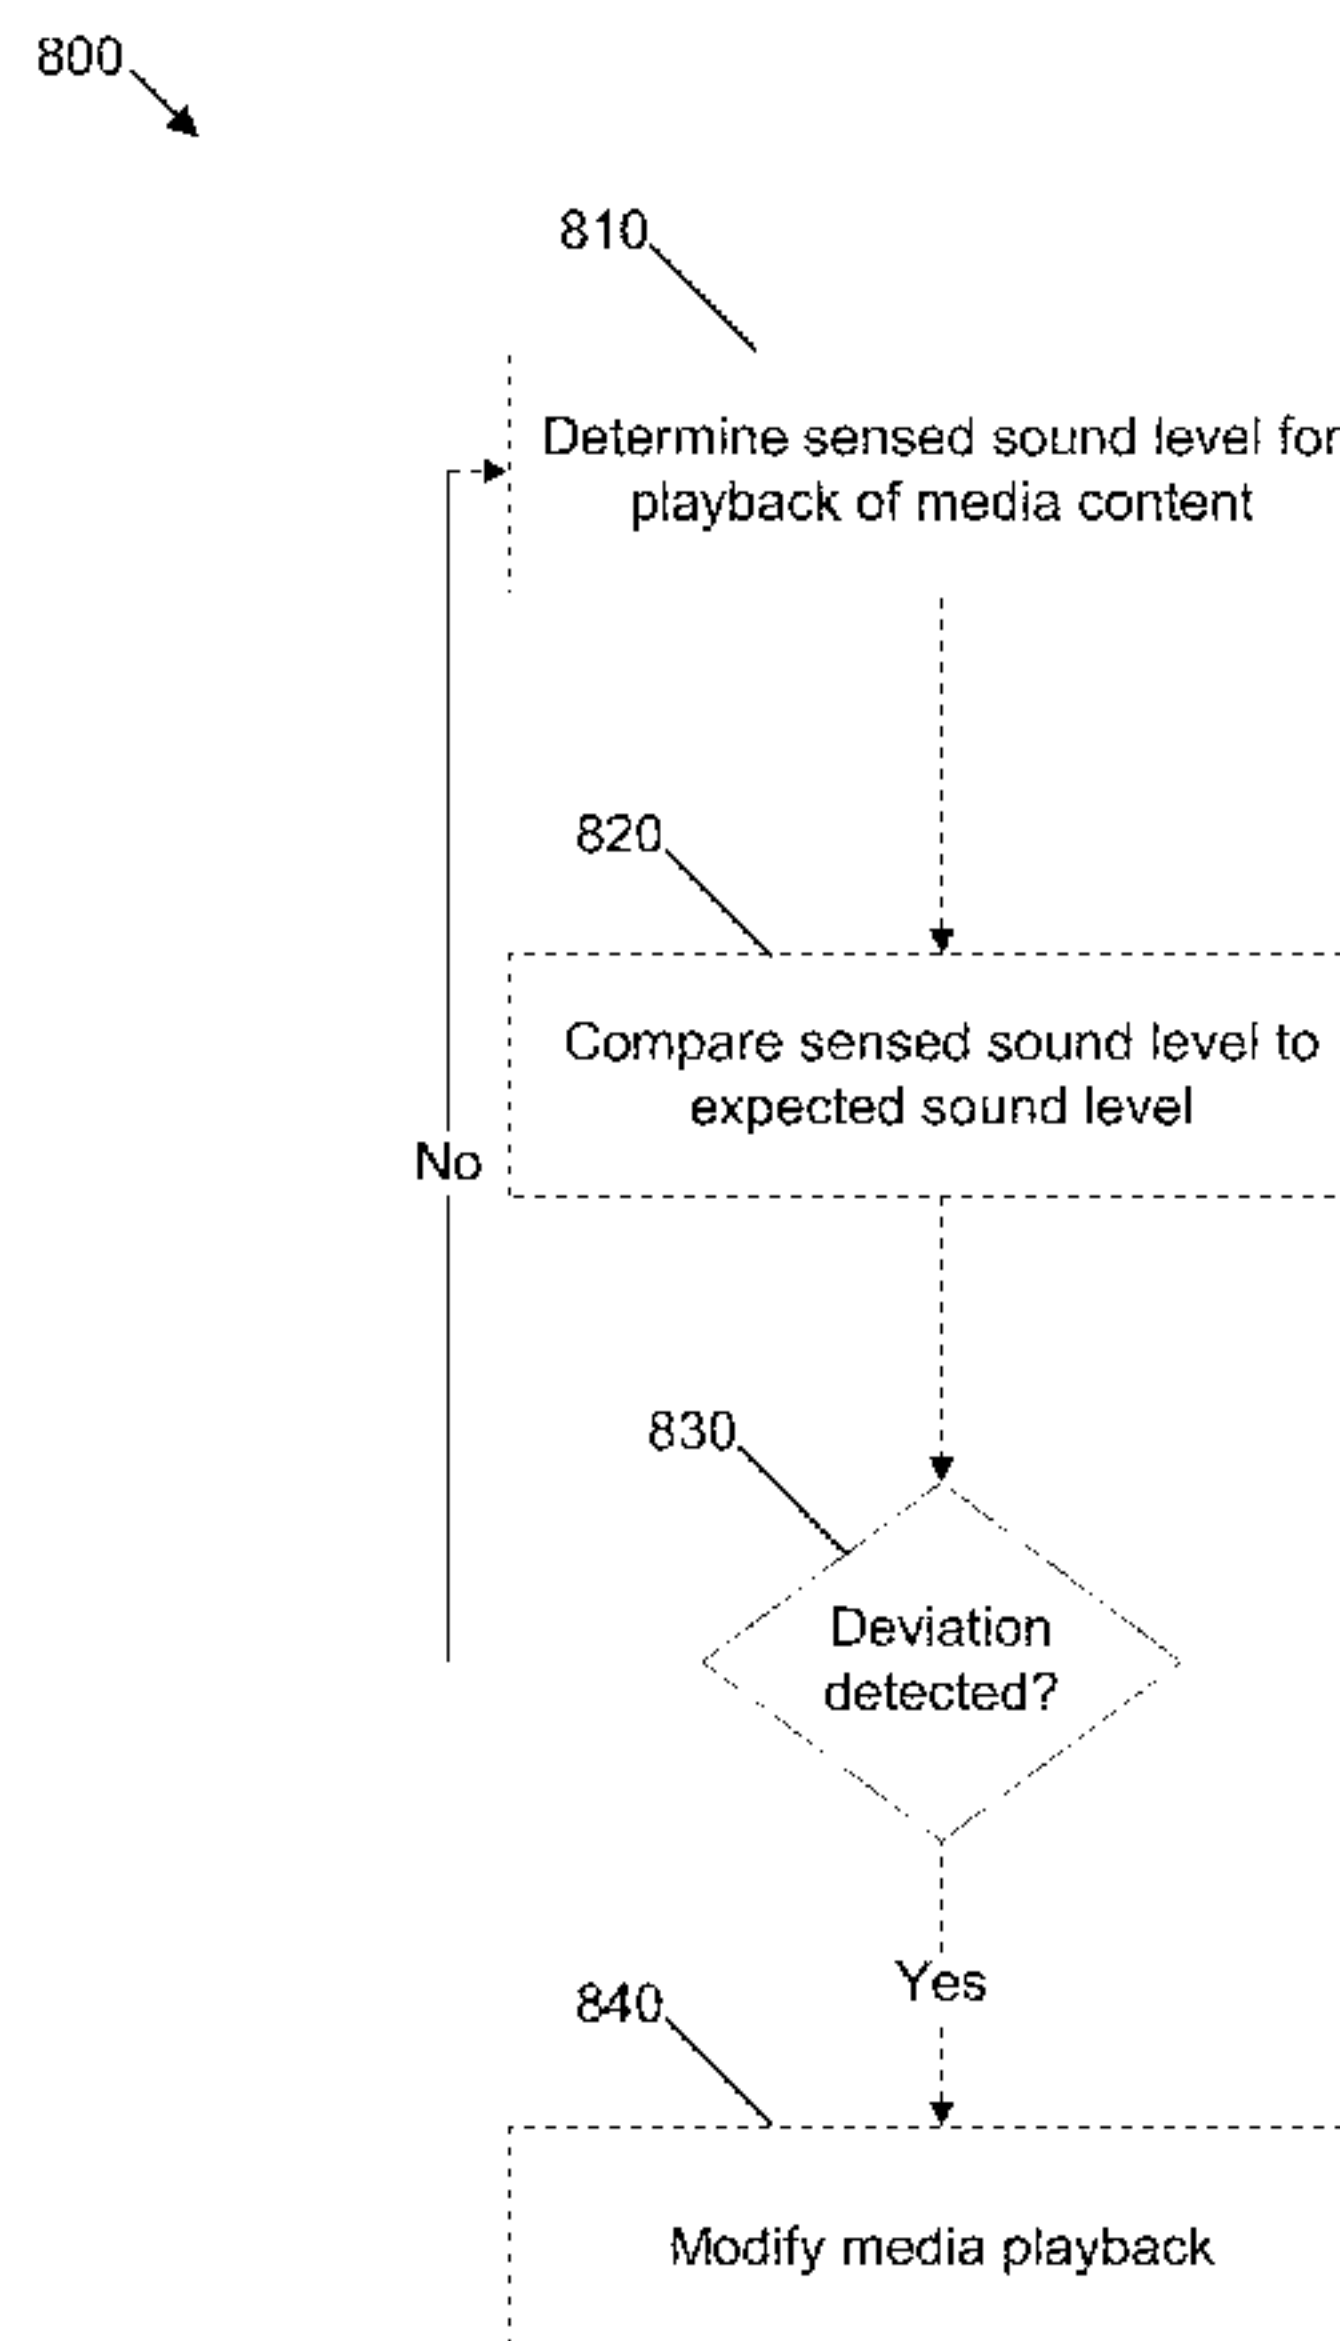 800
810
Determine sensed sound level for
playback of media content
820
Compare sensed sound level to
expected sound level
No
830
Deviation
detected?
Yes
840
Modify media playback